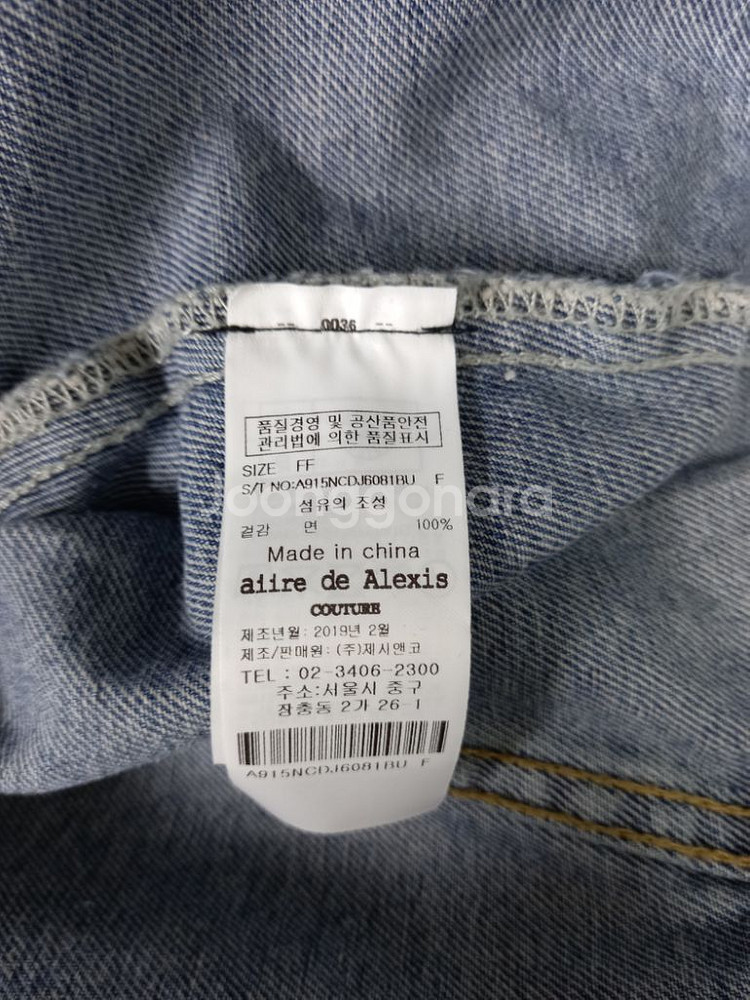 0036
품질경영 및 공산품안전
관리법에 의한 품질표시
SIZE FF
S/T NO:A915NCDJ6081BU F
joonggonara
섬유의 조성
겉감 면 100%
Made in china
aiire de Alexis
COUTURE
제조년월: 2019년 2월
제조/판매원: (주)제시앤코
TEL : 02-3406-2300
주소:서울시 중구
장충동 2가 26-1
A915NCDJ6081BU F